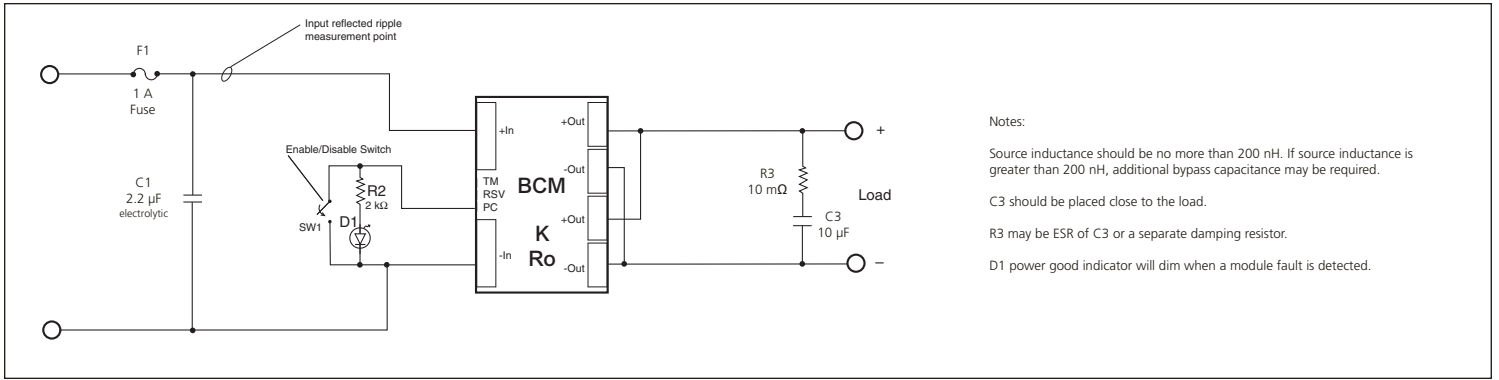 Input reflected ripple
measurement point
F1
1 A
Fuse
C1
2.2 µF
electrolytic
Enable/Disable Switch
SW1
R2
2 kΩ
D1
+In
TM
RSV
PC
-In
BCM
K
Ro
+Out
-Out
+Out
-Out
R3
10 mΩ
C3
10 µF
+
Load
–
Notes:
Source inductance should be no more than 200 nH. If source inductance is
greater than 200 nH, additional bypass capacitance may be required.
C3 should be placed close to the load.
R3 may be ESR of C3 or a separate damping resistor.
D1 power good indicator will dim when a module fault is detected.